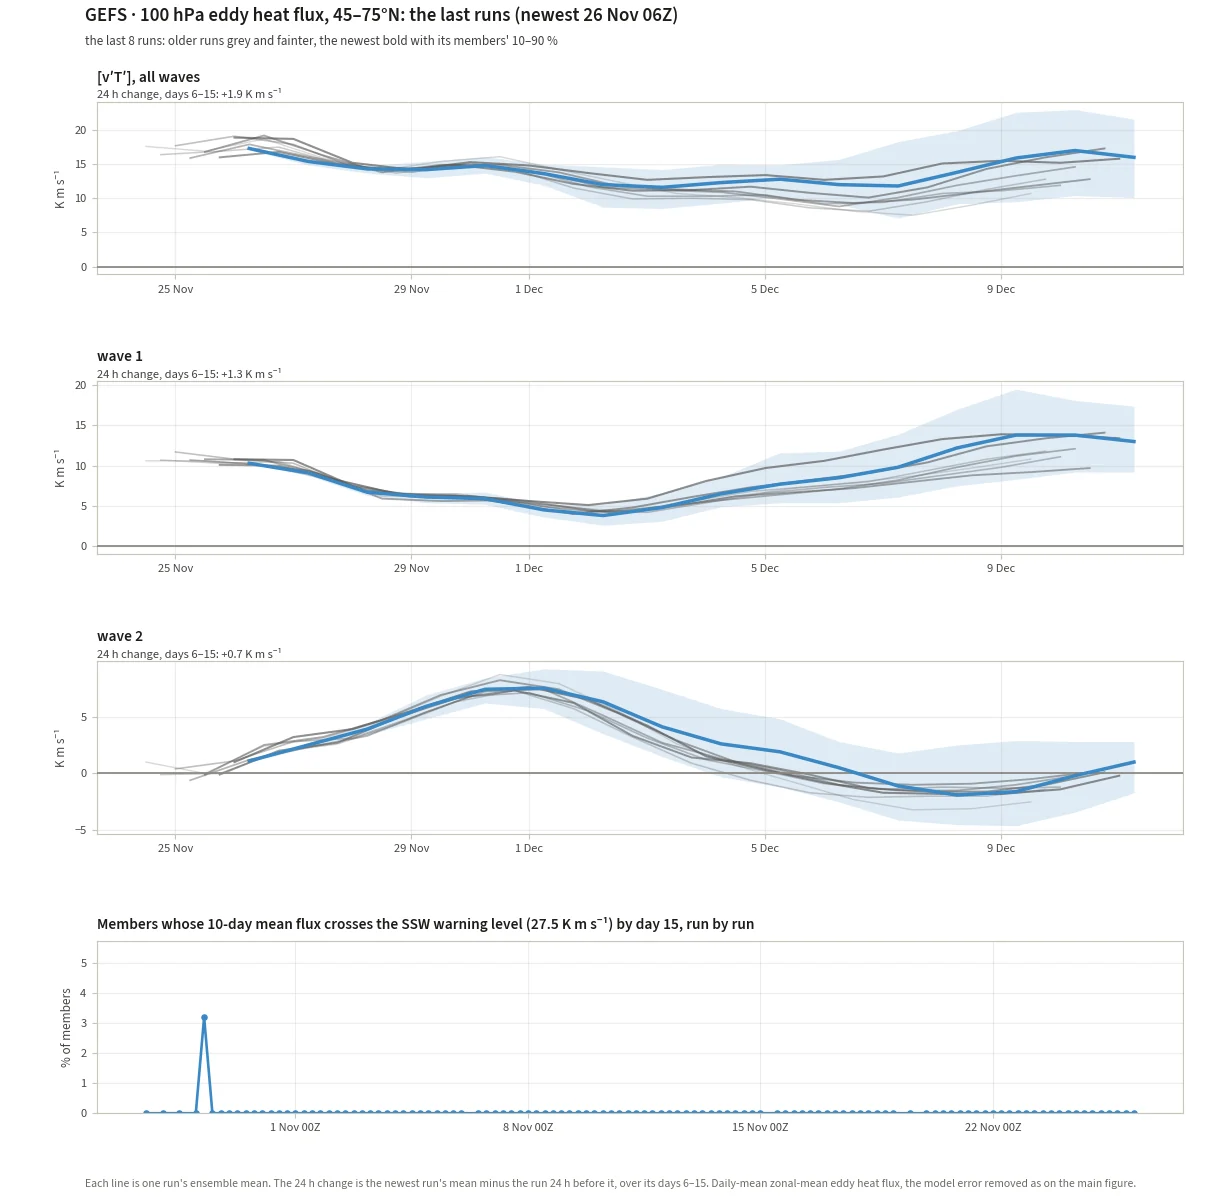 GEFS · 100 hPa eddy heat flux, 45–75°N: the last runs (newest 26 Nov 06Z)
the last 8 runs: older runs grey and fainter, the newest bold with its members' 10–90 %
[v′T′], all waves
24 h change, days 6–15: +1.9 K m s⁻¹
20
15
10
5
0
K m s⁻¹
25 Nov
29 Nov
1 Dec
5 Dec
9 Dec
wave 1
24 h change, days 6–15: +1.3 K m s⁻¹
20
15
10
5
0
K m s⁻¹
25 Nov
29 Nov
1 Dec
5 Dec
9 Dec
wave 2
24 h change, days 6–15: +0.7 K m s⁻¹
5
0
−5
K m s⁻¹
25 Nov
29 Nov
1 Dec
5 Dec
9 Dec
Members whose 10-day mean flux crosses the SSW warning level (27.5 K m s⁻¹) by day 15, run by run
5
4
3
2
1
0
% of members
1 Nov 00Z
8 Nov 00Z
15 Nov 00Z
22 Nov 00Z
Each line is one run's ensemble mean. The 24 h change is the newest run's mean minus the run 24 h before it, over its days 6–15. Daily-mean zonal-mean eddy heat flux, the model error removed as on the main figure.